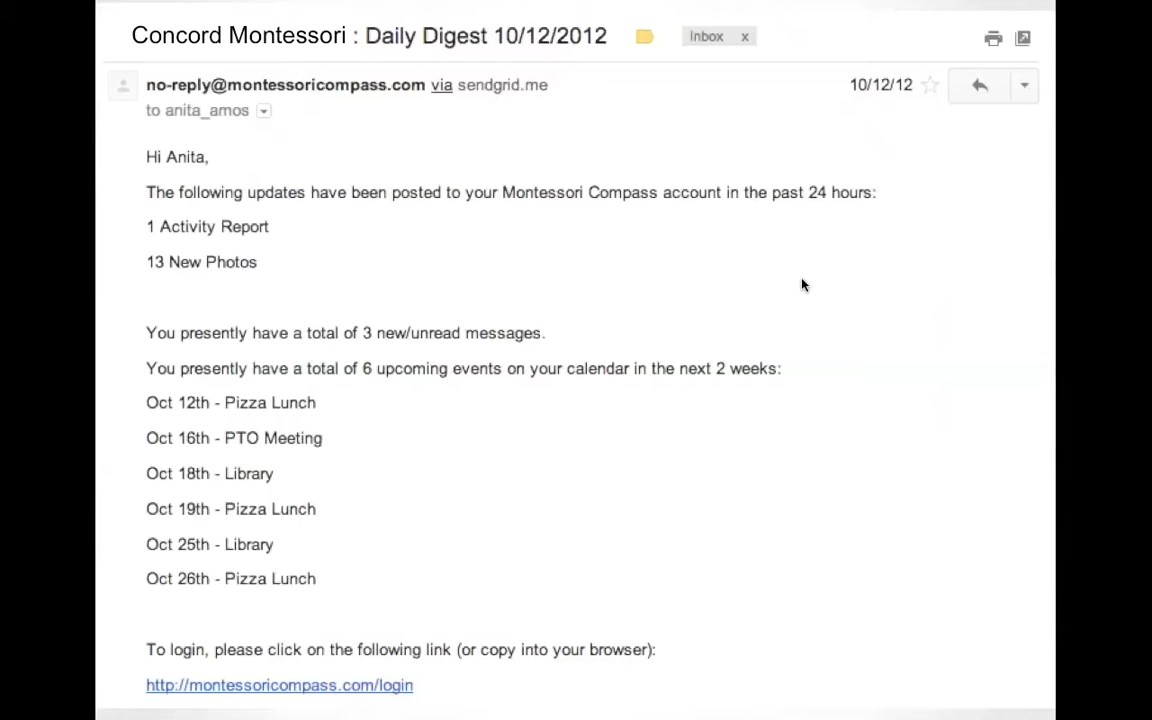 Concord Montessori : Daily Digest 10/12/2012 Inbox x
no-reply@montessoricompass.com via sendgrid.me 10/12/12
to anita_amos
Hi Anita,
The following updates have been posted to your Montessori Compass account in the past 24 hours:
1 Activity Report
13 New Photos
You presently have a total of 3 new/unread messages.
You presently have a total of 6 upcoming events on your calendar in the next 2 weeks:
Oct 12th - Pizza Lunch
Oct 16th - PTO Meeting
Oct 18th - Library
Oct 19th - Pizza Lunch
Oct 25th - Library
Oct 26th - Pizza Lunch
To login, please click on the following link (or copy into your browser):
http://montessoricompass.com/login